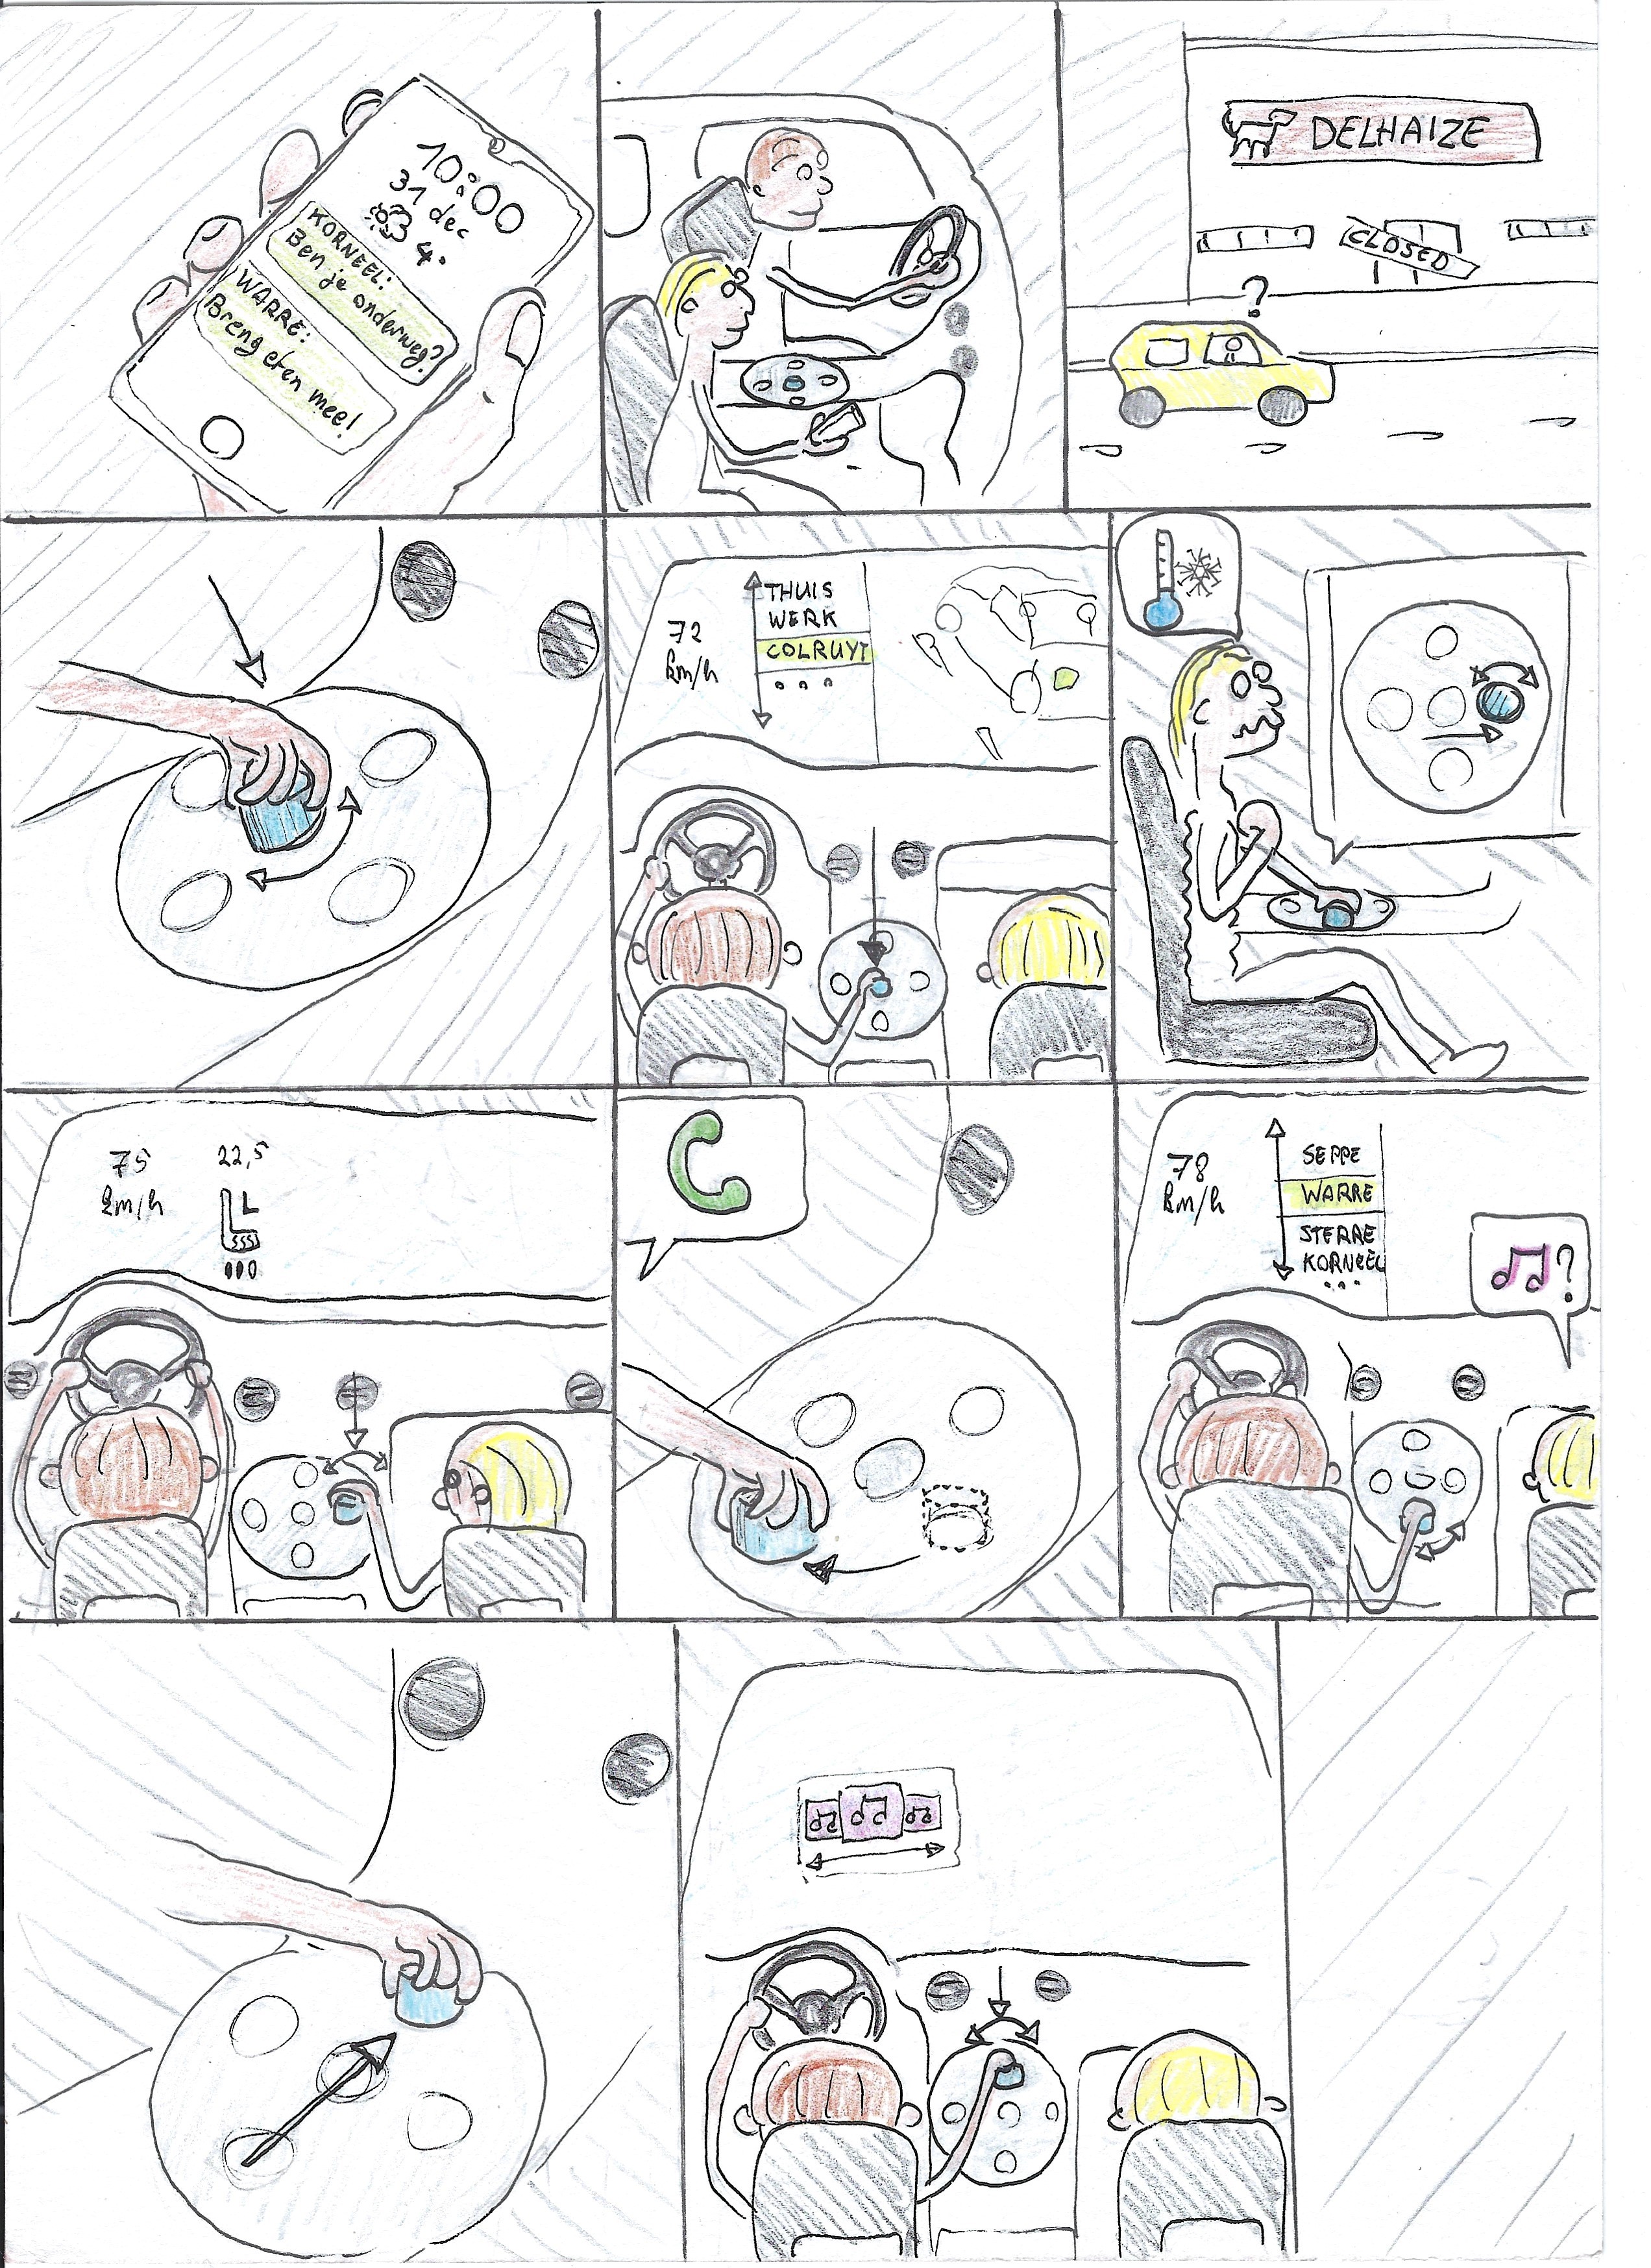 10:00
31 dec
4°
KORNEEL:
Ben je onderweg?
WARRE:
Breng eten mee!
DELHAIZE
CLOSED
?
72
km/h
THUIS
WERK
COLRUYT
75
km/h
22,5
78
km/h
SEPPE
WARRE
STERRE
KORNEEL
?